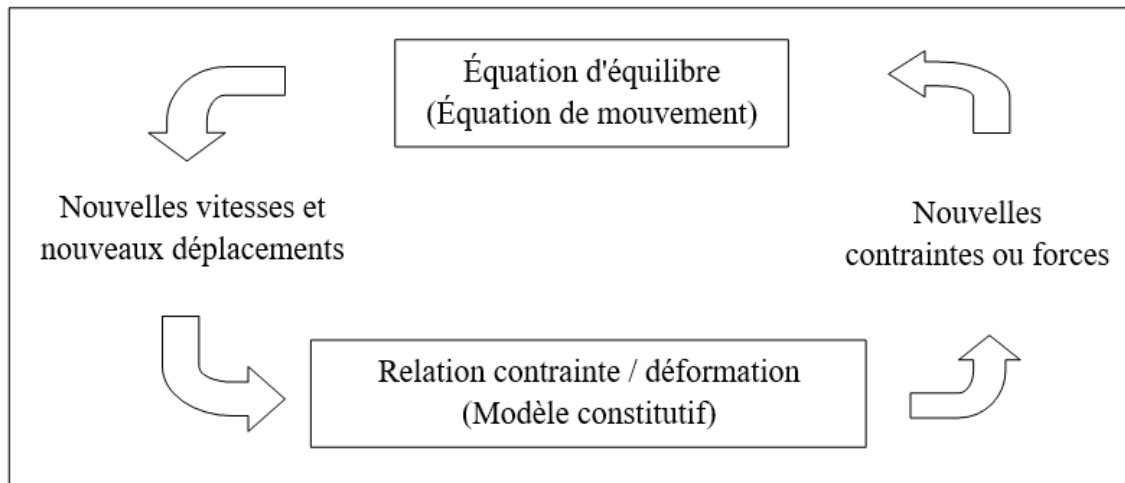 Équation d'équilibre
(Équation de mouvement)
Nouvelles vitesses et
nouveaux déplacements
Nouvelles
contraintes ou forces
Relation contrainte / déformation
(Modèle constitutif)